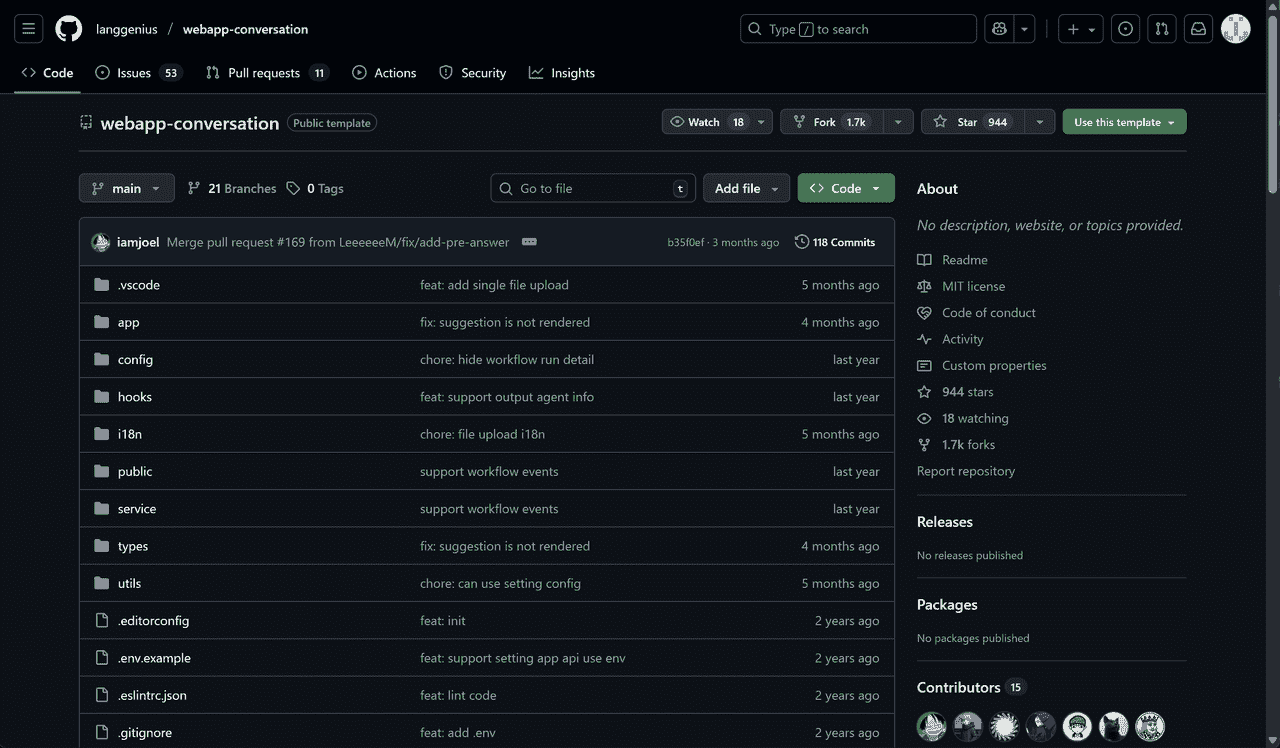 langgenius / webapp-conversation
Type / to search
Code Issues 53 Pull requests 11 Actions Security Insights
webapp-conversation Public template
Watch 18 Fork 1.7k Star 944 Use this template
main 21 Branches 0 Tags
Go to file t Add file Code
iamjoel Merge pull request #169 from LeeeeeeM/fix/add-pre-answer b35f0ef · 3 months ago 118 Commits
.vscode feat: add single file upload 5 months ago
app fix: suggestion is not rendered 4 months ago
config chore: hide workflow run detail last year
hooks feat: support output agent info last year
i18n chore: file upload i18n 5 months ago
public support workflow events last year
service support workflow events last year
types fix: suggestion is not rendered 4 months ago
utils chore: can use setting config 5 months ago
.editorconfig feat: init 2 years ago
.env.example feat: support setting app api use env 2 years ago
.eslintrc.json feat: lint code 2 years ago
.gitignore feat: add .env 2 years ago
About
No description, website, or topics provided.
Readme
MIT license
Code of conduct
Activity
Custom properties
944 stars
18 watching
1.7k forks
Report repository
Releases
No releases published
Packages
No packages published
Contributors 15